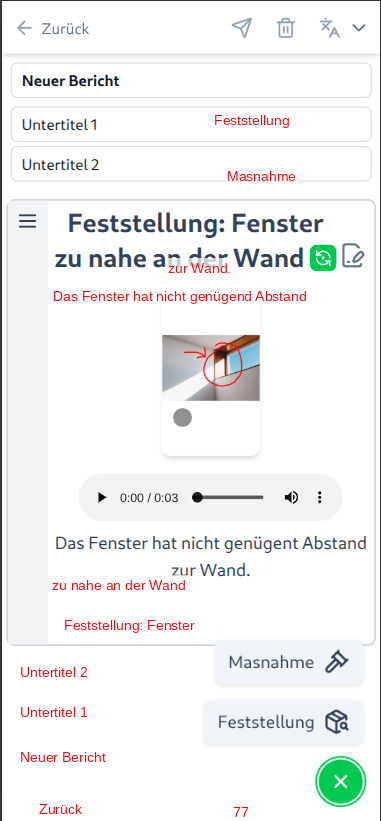 Zurück
Neuer Bericht
Untertitel 1
Feststellung
Untertitel 2
Masnahme
Feststellung: Fenster
zu nahe an der Wand
zur Wand.
Das Fenster hat nicht genügend Abstand
0:00 / 0:03
Das Fenster hat nicht genügent Abstand
zur Wand.
zu nahe an der Wand
Feststellung: Fenster
Masnahme
Untertitel 2
Untertitel 1
Feststellung
Neuer Bericht
Zurück
77